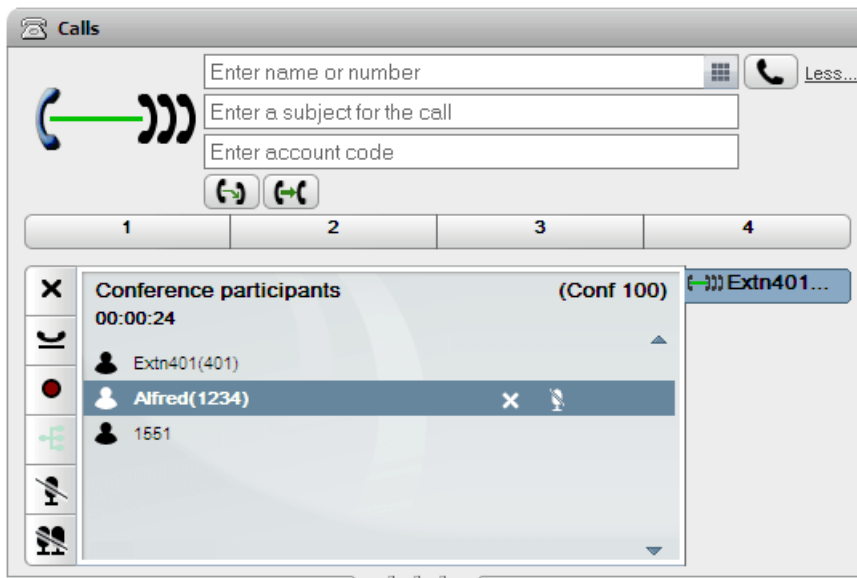 Calls
Enter name or number
Less...
Enter a subject for the call
Enter account code
1 2 3 4
Conference participants (Conf 100)
Extn401...
00:00:24
Extn401(401)
Alfred(1234)
1551